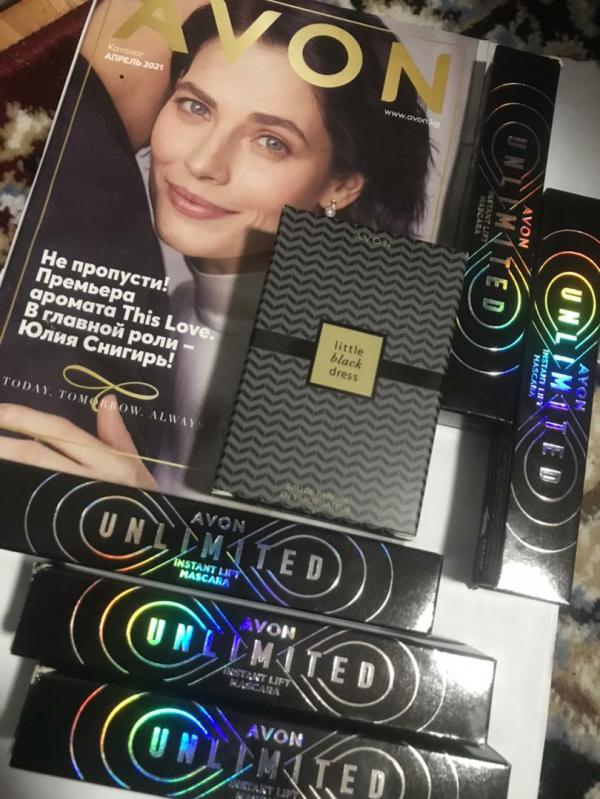 AVON
Каталог
АПРЕЛЬ 2021
www.avon.kg
Не пропусти!
Премьера
аромата This Love.
В главной роли –
Юлия Снигирь!
TODAY. TOMORROW. ALWAYS
AVON
little
black
dress
AVON
UNLIMITED
INSTANT LIFT
MASCARA
AVON
UNLIMITED
INSTANT LIFT
MASCARA
AVON
UNLIMITED
INSTANT LIFT
MASCARA
AVON
UNLIMITED
INSTANT LIFT
MASCARA
AVON
UNLIMITED
INSTANT LIFT